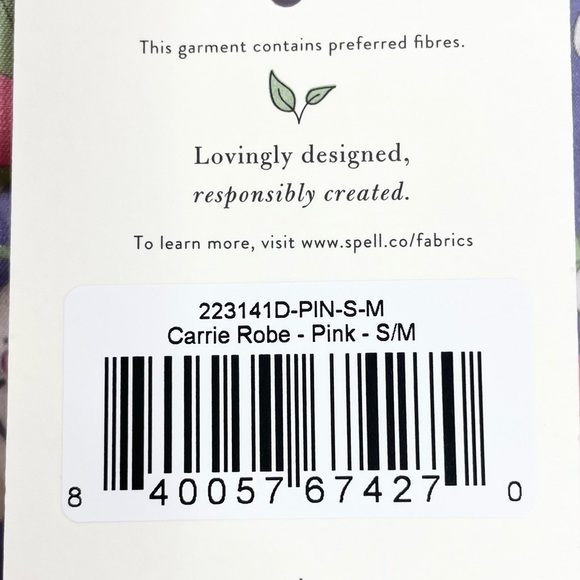 This garment contains preferred fibres.
Lovingly designed,
responsibly created.
To learn more, visit www.spell.co/fabrics
223141D-PIN-S-M
Carrie Robe - Pink - S/M
8 40057 67427 0